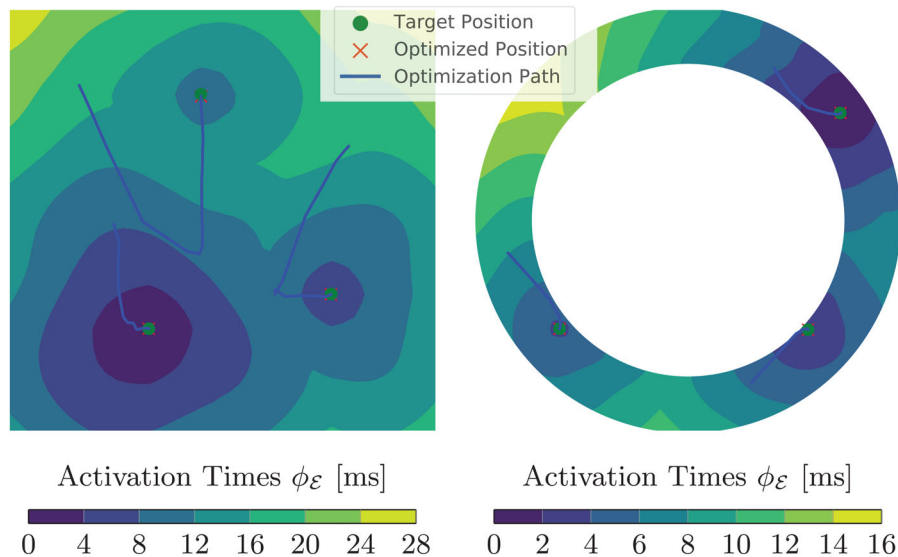 Target Position
Optimized Position
Optimization Path
Activation Times ϕ_ℰ [ms]
0 4 8 12 16 20 24 28
Activation Times ϕ_ℰ [ms]
0 2 4 6 8 10 12 14 16